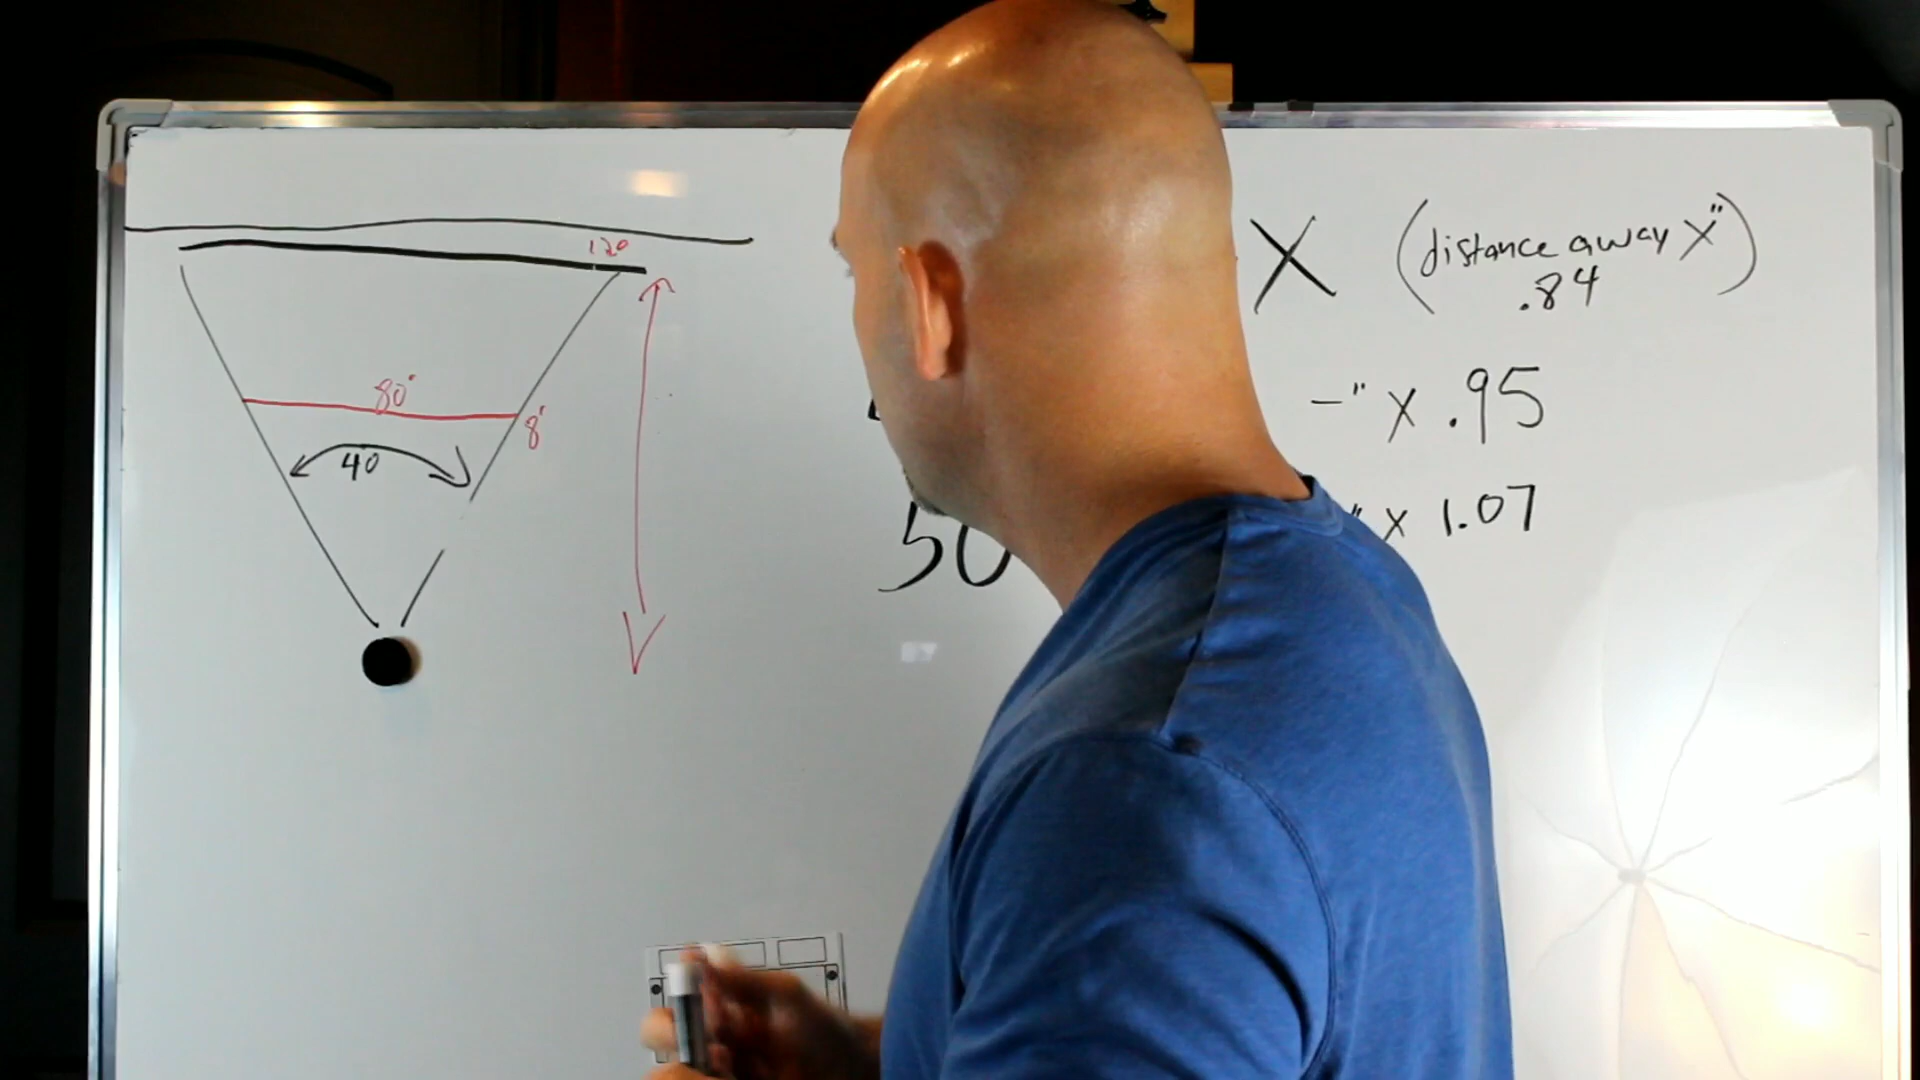 120
80'
8'
40
X (distance away X"
.84)
–" x .95
50
" x 1.07